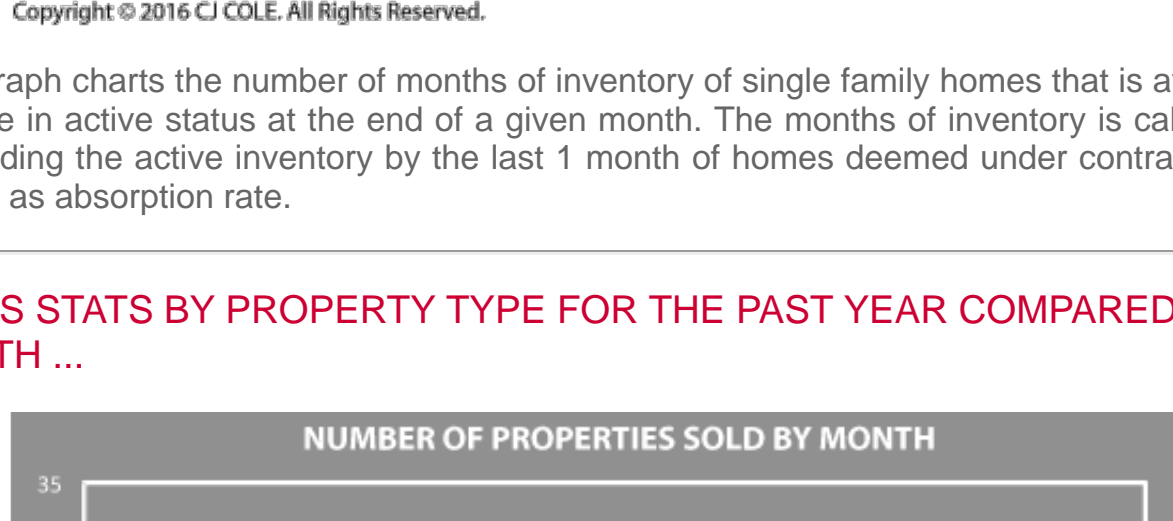 Copyright © 2016 CJ COLE. All Rights Reserved.
raph charts the number of months of inventory of single family homes that is a
e in active status at the end of a given month. The months of inventory is cal
ding the active inventory by the last 1 month of homes deemed under contra
as absorption rate.
S STATS BY PROPERTY TYPE FOR THE PAST YEAR COMPARED
TH ...
NUMBER OF PROPERTIES SOLD BY MONTH
35